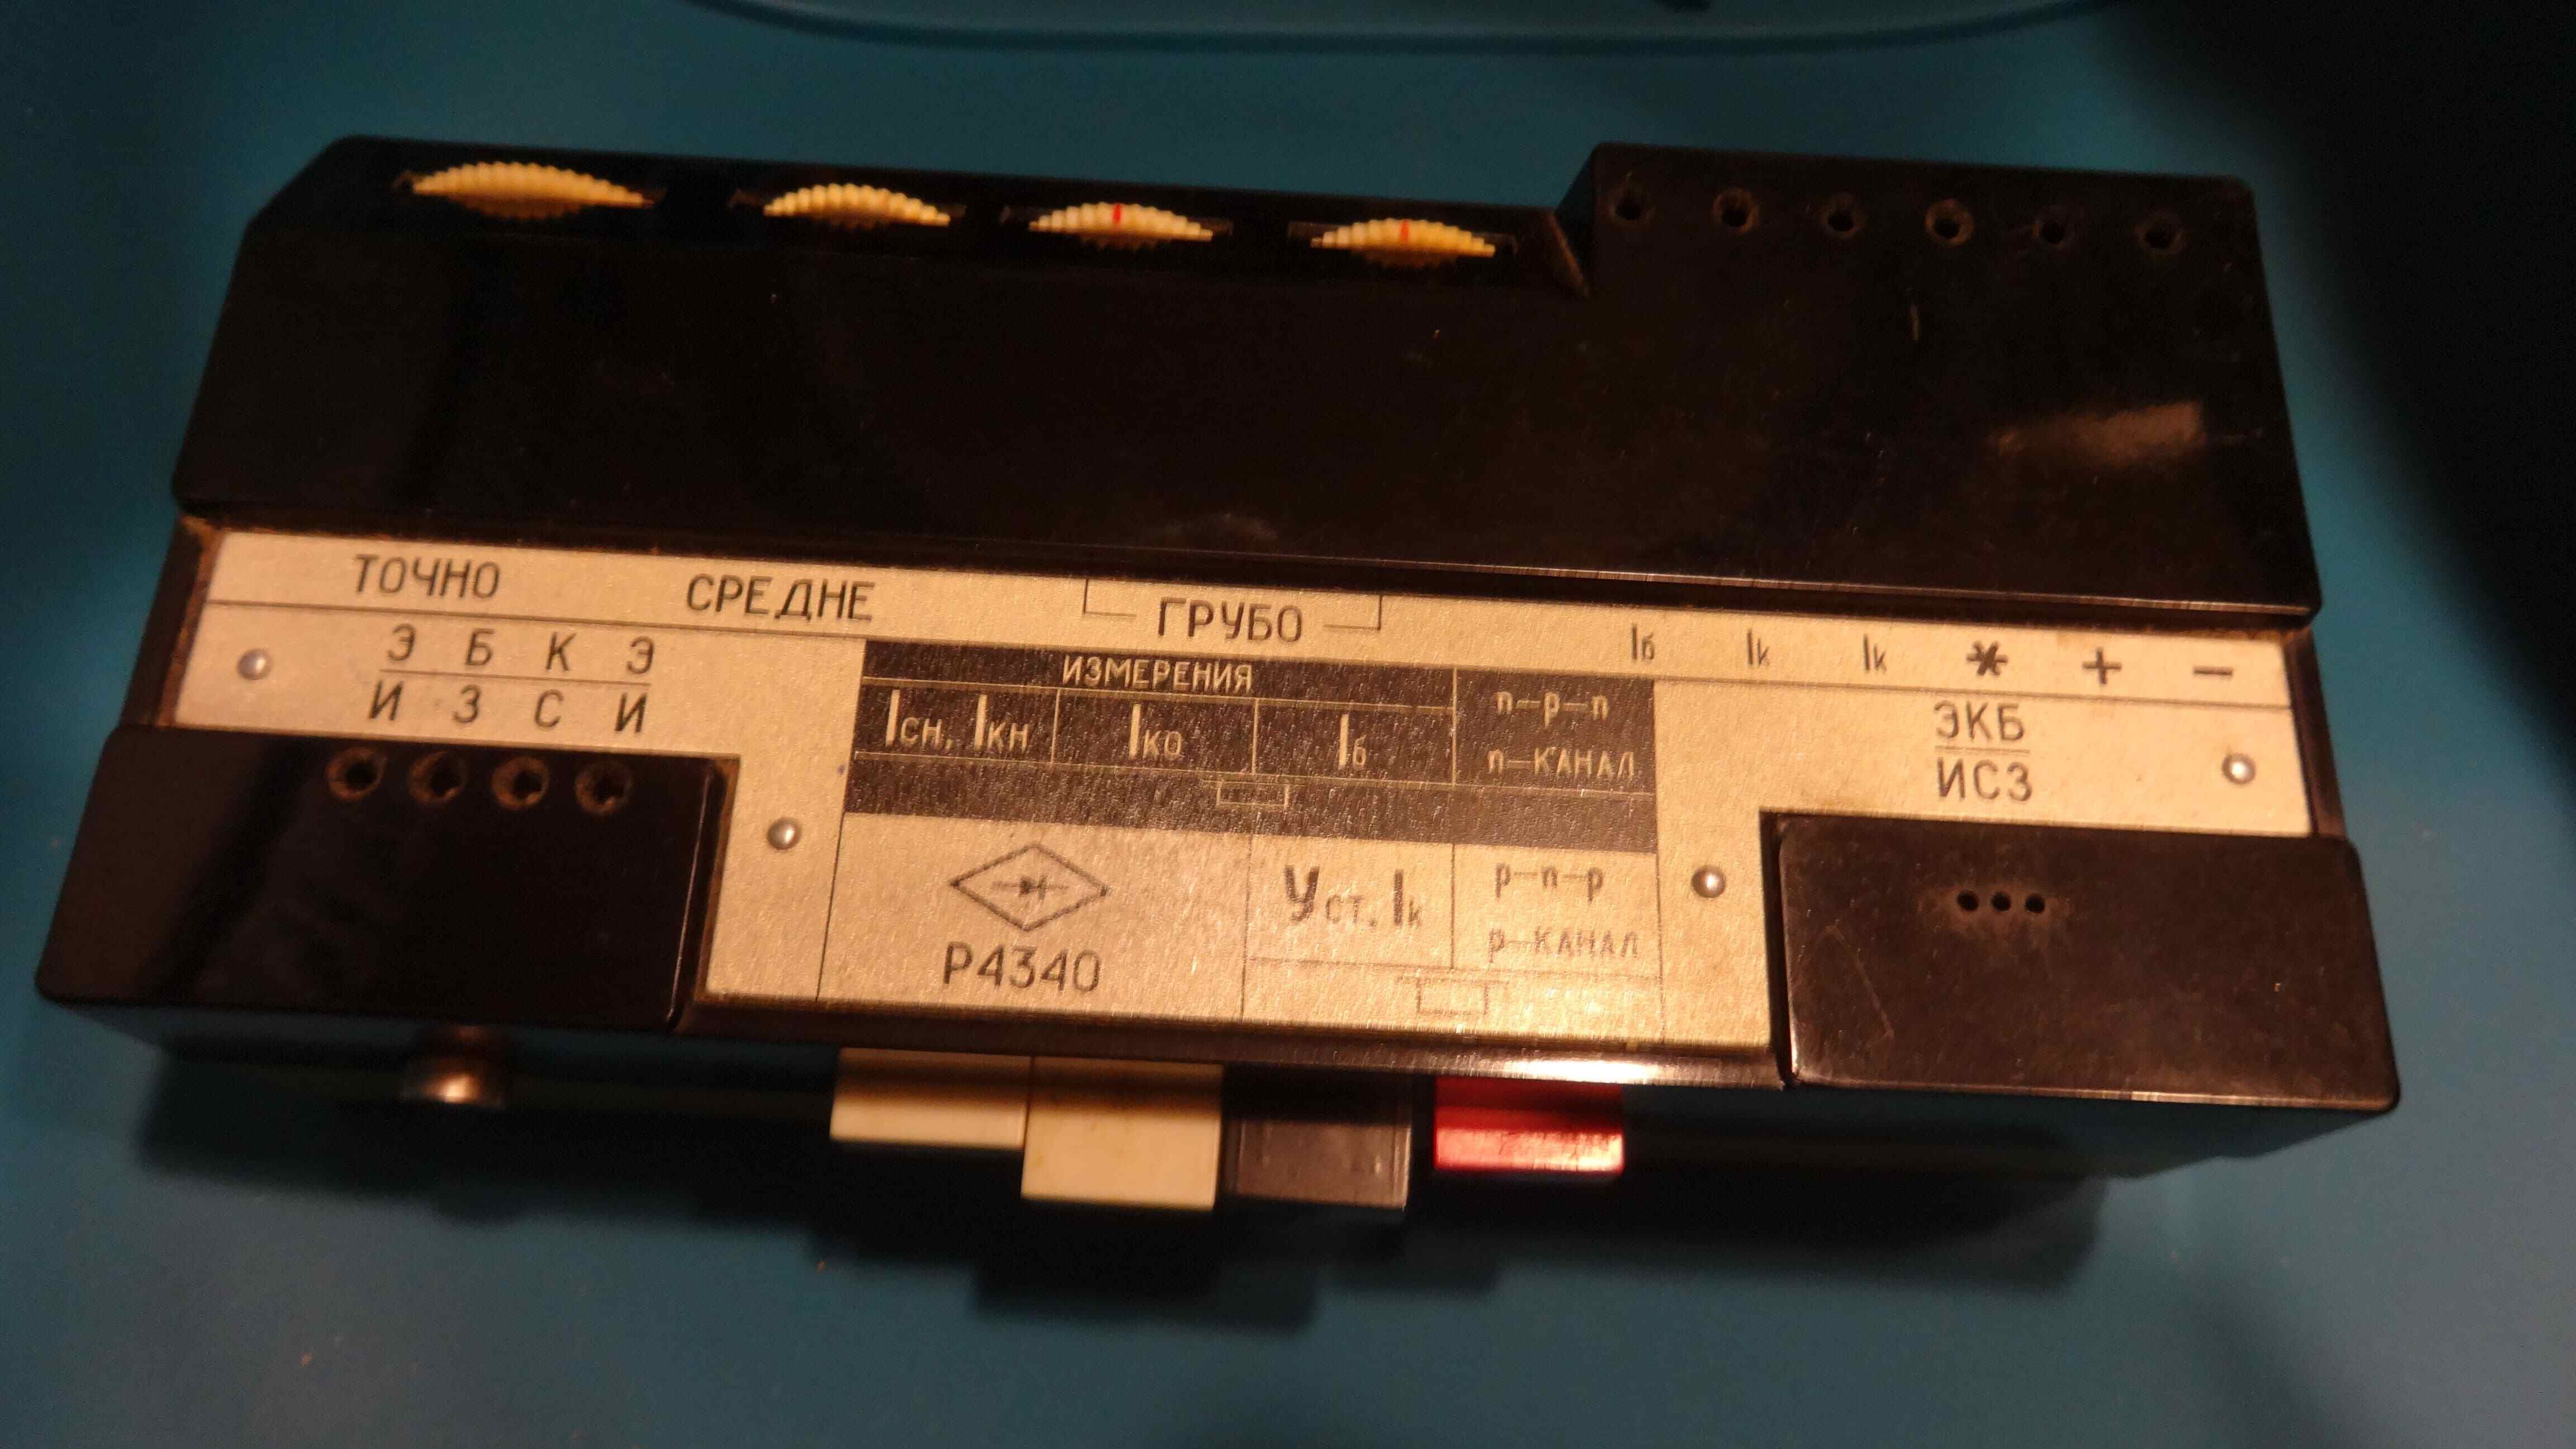 ТОЧНО СРЕДНЕ ГРУБО
Iб Iк Iк * + −
Э Б К Э
И З С И
ИЗМЕРЕНИЯ
Iсн, Iкн Iко Iб
n-p-n
n-КАНАЛ
ЭКБ
ИСЗ
Уст. Iк
p-n-p
p-КАНАЛ
Р4340